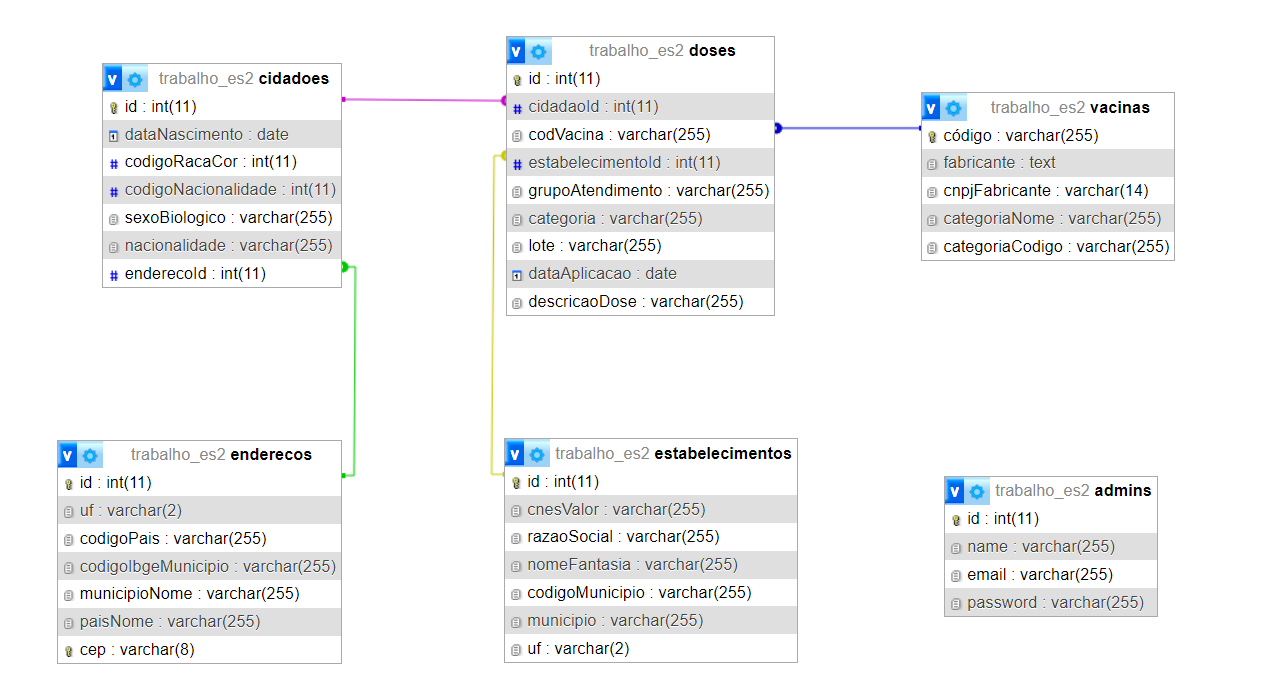 trabalho_es2 cidadoes
id : int(11)
dataNascimento : date
codigoRacaCor : int(11)
codigoNacionalidade : int(11)
sexoBiologico : varchar(255)
nacionalidade : varchar(255)
enderecoId : int(11)
trabalho_es2 doses
id : int(11)
cidadaoId : int(11)
codVacina : varchar(255)
estabelecimentoId : int(11)
grupoAtendimento : varchar(255)
categoria : varchar(255)
lote : varchar(255)
dataAplicacao : date
descricaoDose : varchar(255)
trabalho_es2 vacinas
código : varchar(255)
fabricante : text
cnpjFabricante : varchar(14)
categoriaNome : varchar(255)
categoriaCodigo : varchar(255)
trabalho_es2 enderecos
id : int(11)
uf : varchar(2)
codigoPais : varchar(255)
codigoIbgeMunicipio : varchar(255)
municipioNome : varchar(255)
paisNome : varchar(255)
cep : varchar(8)
trabalho_es2 estabelecimentos
id : int(11)
cnesValor : varchar(255)
razaoSocial : varchar(255)
nomeFantasia : varchar(255)
codigoMunicipio : varchar(255)
municipio : varchar(255)
uf : varchar(2)
trabalho_es2 admins
id : int(11)
name : varchar(255)
email : varchar(255)
password : varchar(255)